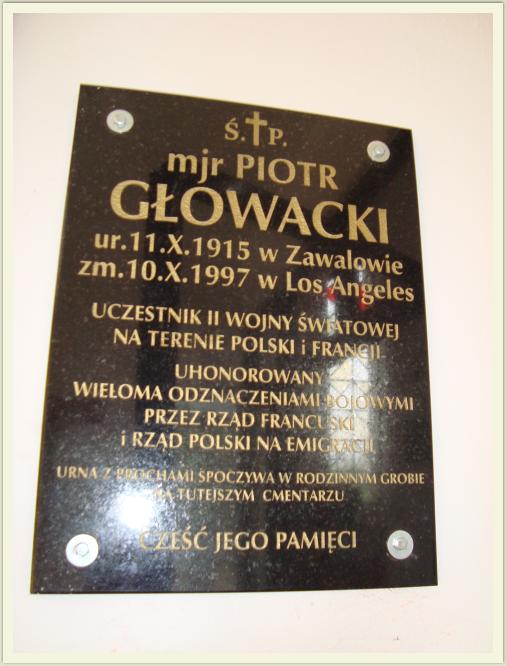 Ś.✝P.
mjr PIOTR
GŁOWACKI
ur.11.X.1915 w Zawalowie
zm.10.X.1997 w Los Angeles
UCZESTNIK II WOJNY ŚWIATOWEJ
NA TERENIE POLSKI i FRANCJI
UHONOROWANY
WIELOMA ODZNACZENIAMI BOJOWYMI
PRZEZ RZĄD FRANCUSKI
i RZĄD POLSKI NA EMIGRACJI
URNA Z PROCHAMI SPOCZYWA W RODZINNYM GROBIE
NA TUTEJSZYM CMENTARZU
CZEŚĆ JEGO PAMIĘCI